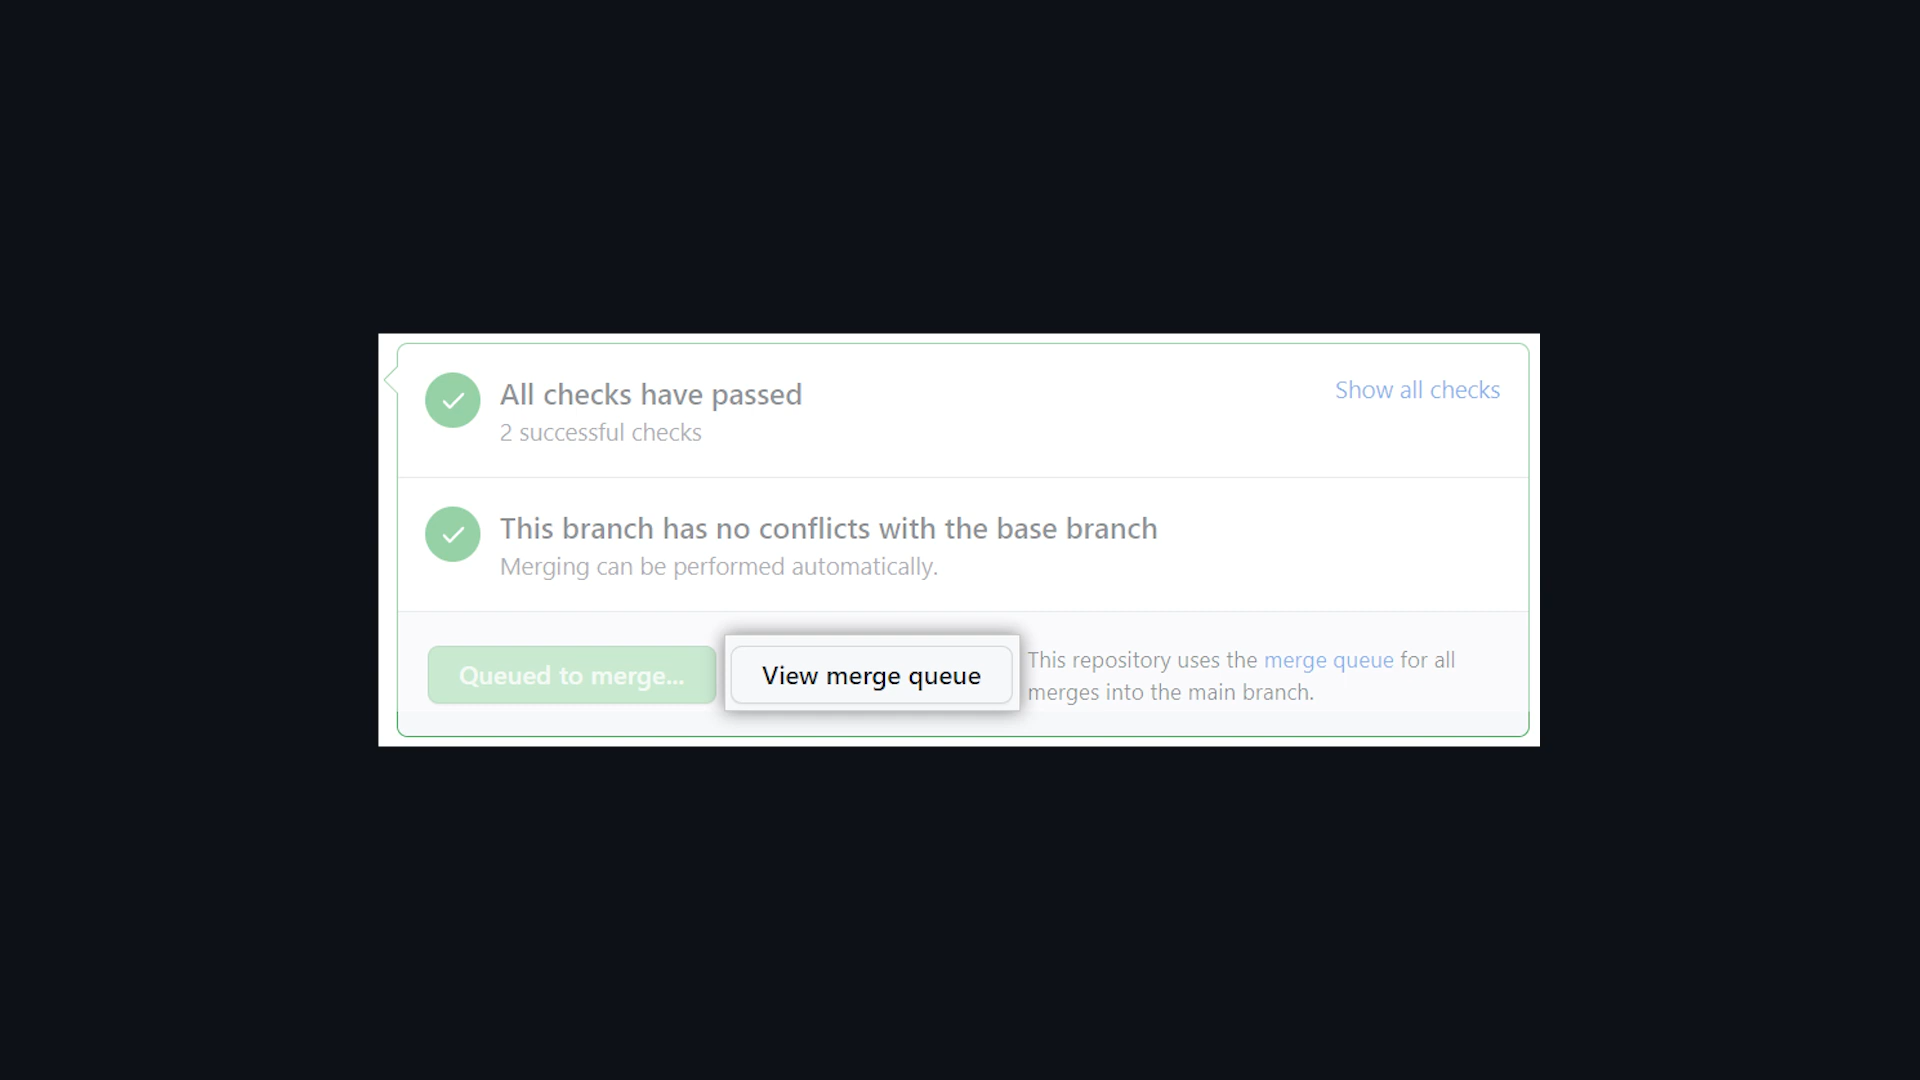 All checks have passed
Show all checks
2 successful checks
This branch has no conflicts with the base branch
Merging can be performed automatically.
Queued to merge...
View merge queue
This repository uses the merge queue for all
merges into the main branch.